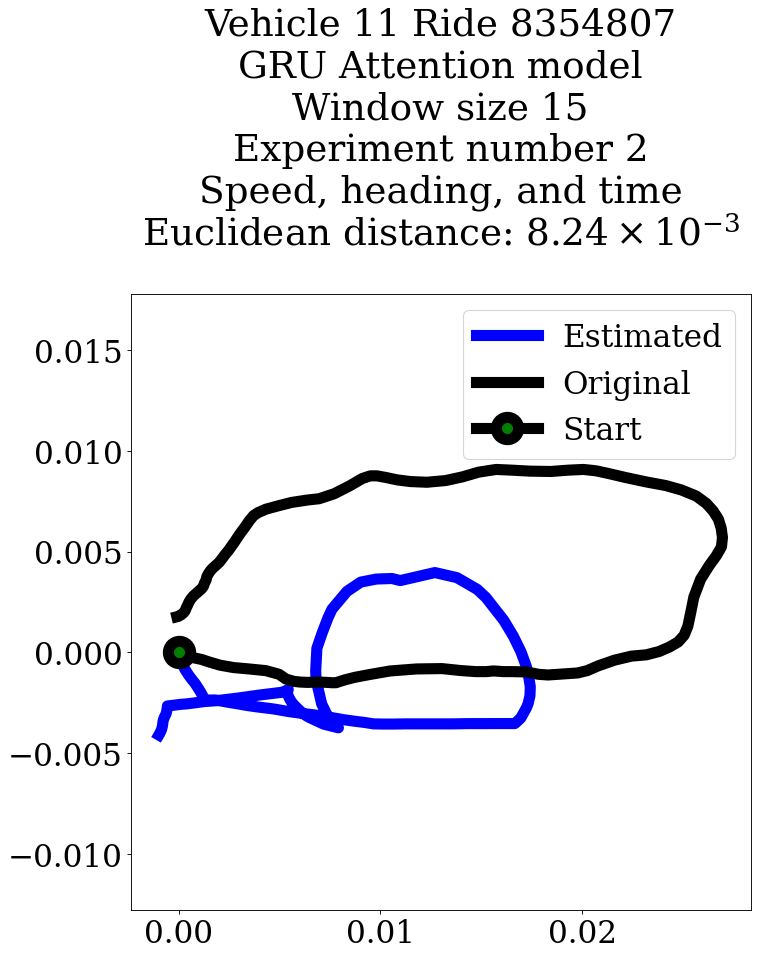 Vehicle 11 Ride 8354807
GRU Attention model
Window size 15
Experiment number 2
Speed, heading, and time
Euclidean distance: 8.24 × 10⁻³
Estimated
Original
Start
0.015
0.010
0.005
0.000
−0.005
−0.010
0.00 0.01 0.02